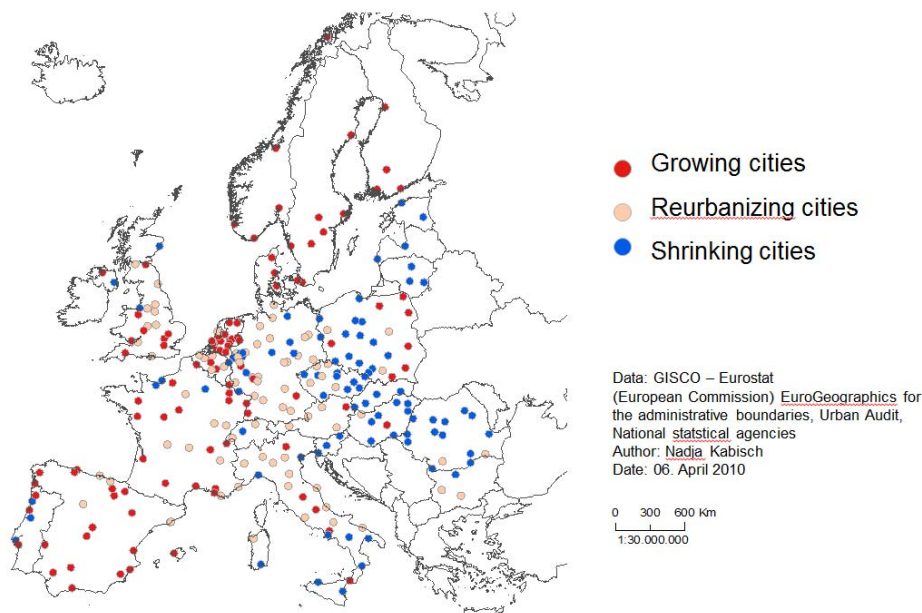 Growing cities
Reurbanizing cities
Shrinking cities
Data: GISCO – Eurostat
(European Commission) EuroGeographics for
the administrative boundaries, Urban Audit,
National statstical agencies
Author: Nadja Kabisch
Date: 06. April 2010
0 300 600 Km
1:30.000.000